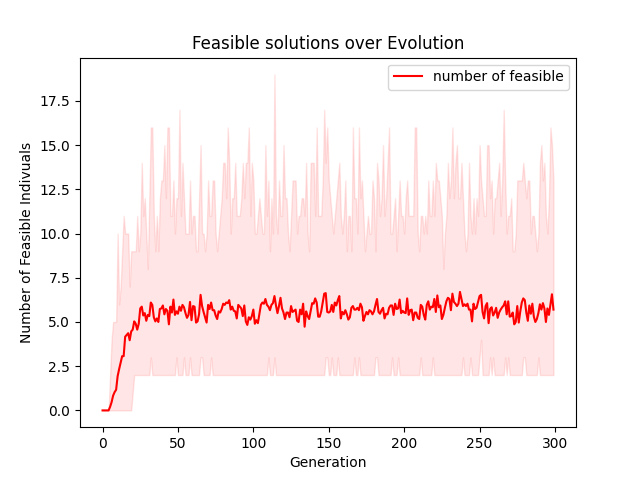 Feasible solutions over Evolution
number of feasible
17.5
15.0
12.5
10.0
7.5
5.0
2.5
0.0
Number of Feasible Indivuals
0 50 100 150 200 250 300
Generation